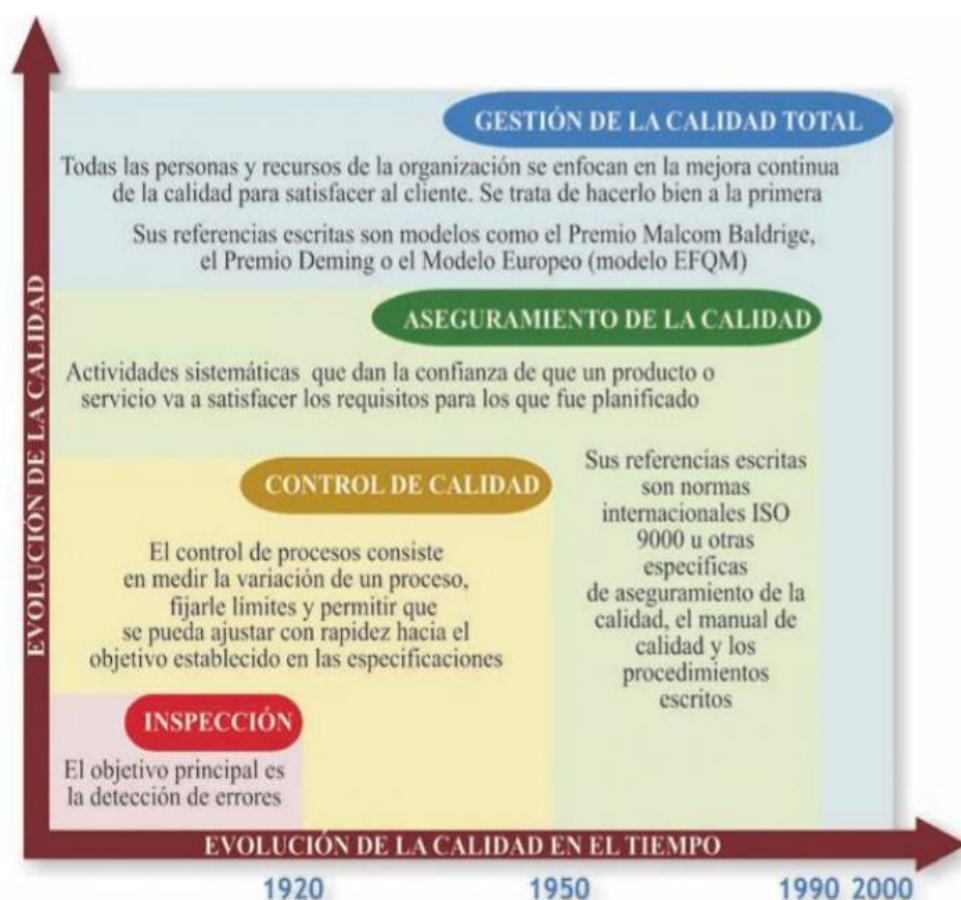 GESTIÓN DE LA CALIDAD TOTAL
Todas las personas y recursos de la organización se enfocan en la mejora continua
de la calidad para satisfacer al cliente. Se trata de hacerlo bien a la primera
Sus referencias escritas son modelos como el Premio Malcom Baldrige,
el Premio Deming o el Modelo Europeo (modelo EFQM)
ASEGURAMIENTO DE LA CALIDAD
Actividades sistemáticas que dan la confianza de que un producto o
servicio va a satisfacer los requisitos para los que fue planificado
Sus referencias escritas
son normas
internacionales ISO
9000 u otras
específicas
de aseguramiento de la
calidad, el manual de
calidad y los
procedimientos
escritos
CONTROL DE CALIDAD
El control de procesos consiste
en medir la variación de un proceso,
fijarle límites y permitir que
se pueda ajustar con rapidez hacia el
objetivo establecido en las especificaciones
INSPECCIÓN
El objetivo principal es
la detección de errores
EVOLUCIÓN DE LA CALIDAD
EVOLUCIÓN DE LA CALIDAD EN EL TIEMPO
1920 1950 1990 2000